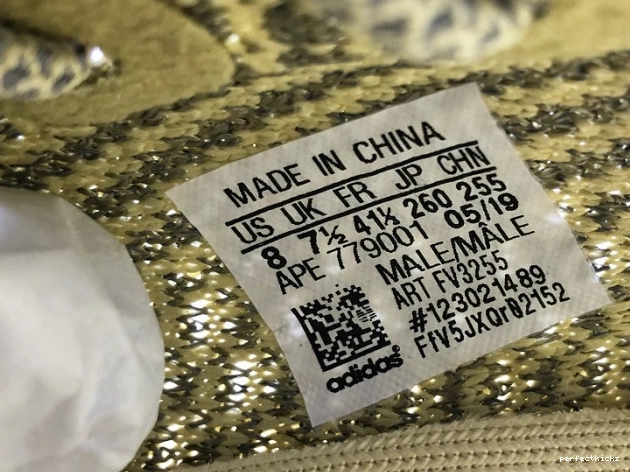 MADE IN CHINA
US UK FR JP CHN
8 7½ 41⅓ 260 255
APE 779001 05/19
MALE/MÂLE
ART FV3255
#123021489
FfV5JXQr02152
adidas
perfectkickz